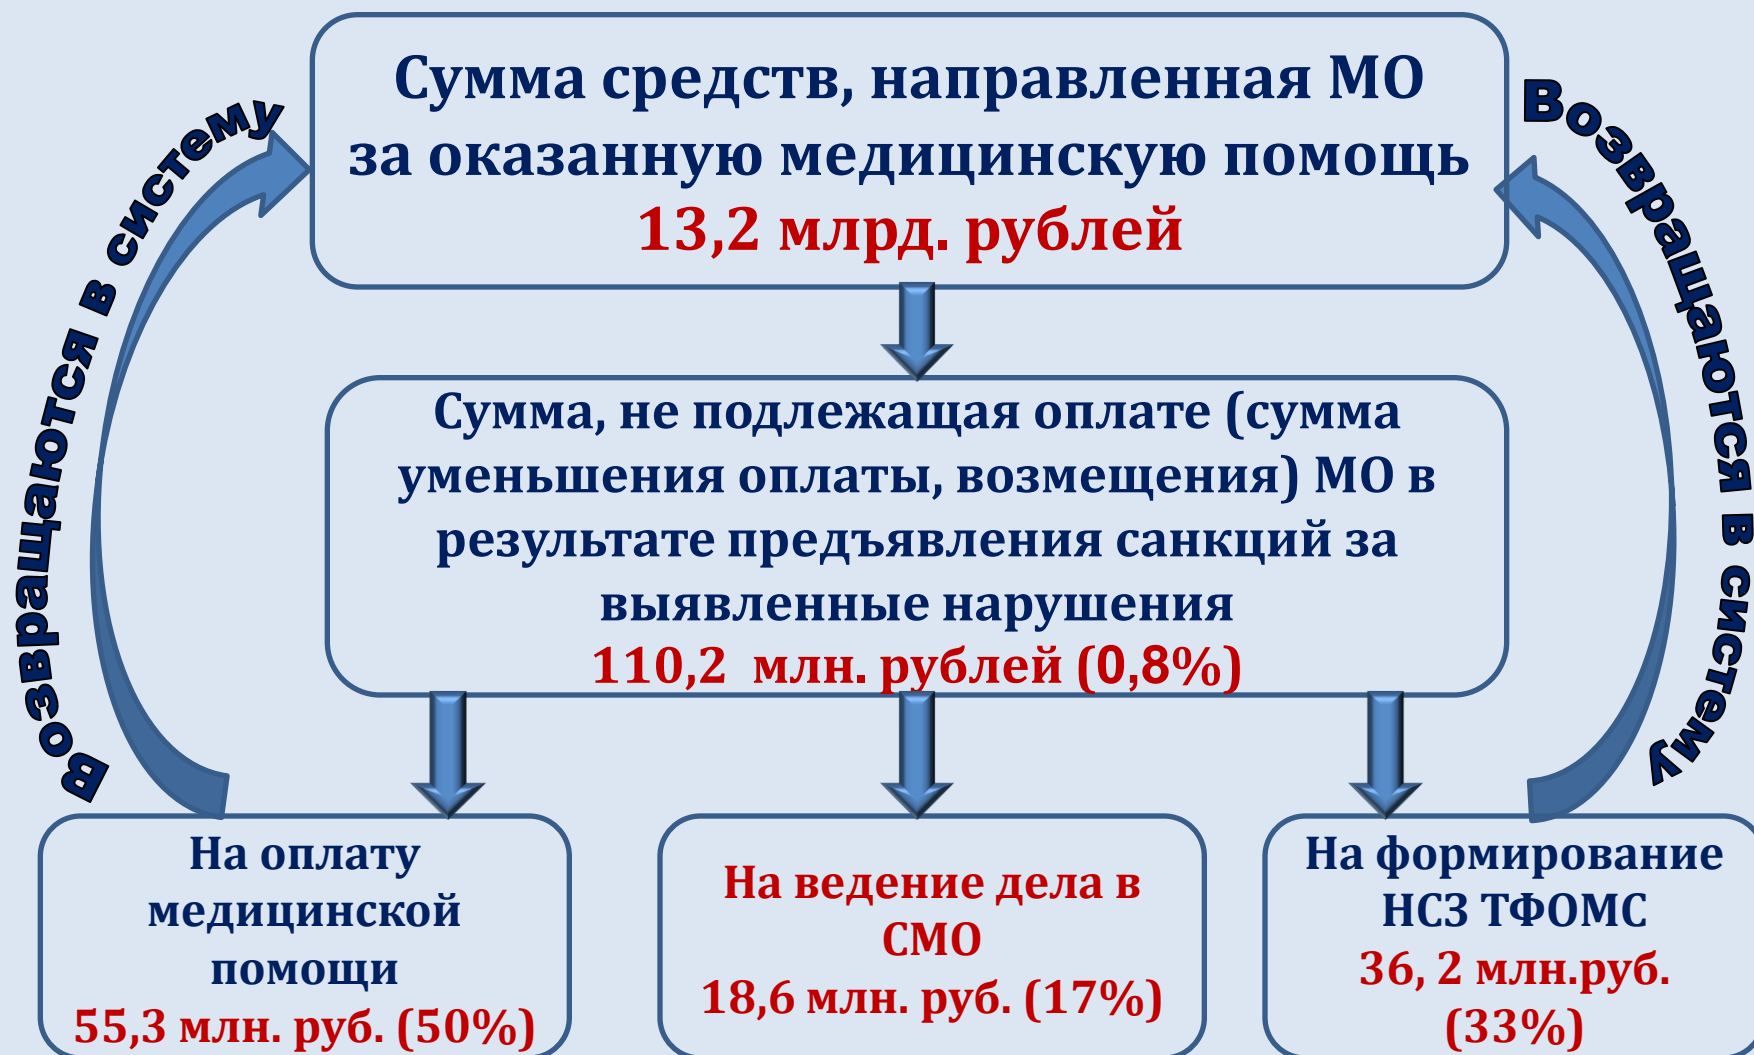 Сумма средств, направленная МО
за оказанную медицинскую помощь
13,2 млрд. рублей
Возвращаются в систему
Возвращаются в систему
Сумма, не подлежащая оплате (сумма
уменьшения оплаты, возмещения) МО в
результате предъявления санкций за
выявленные нарушения
110,2 млн. рублей (0,8%)
На оплату
медицинской
помощи
55,3 млн. руб. (50%)
На ведение дела в
СМО
18,6 млн. руб. (17%)
На формирование
НСЗ ТФОМС
36, 2 млн.руб.
(33%)